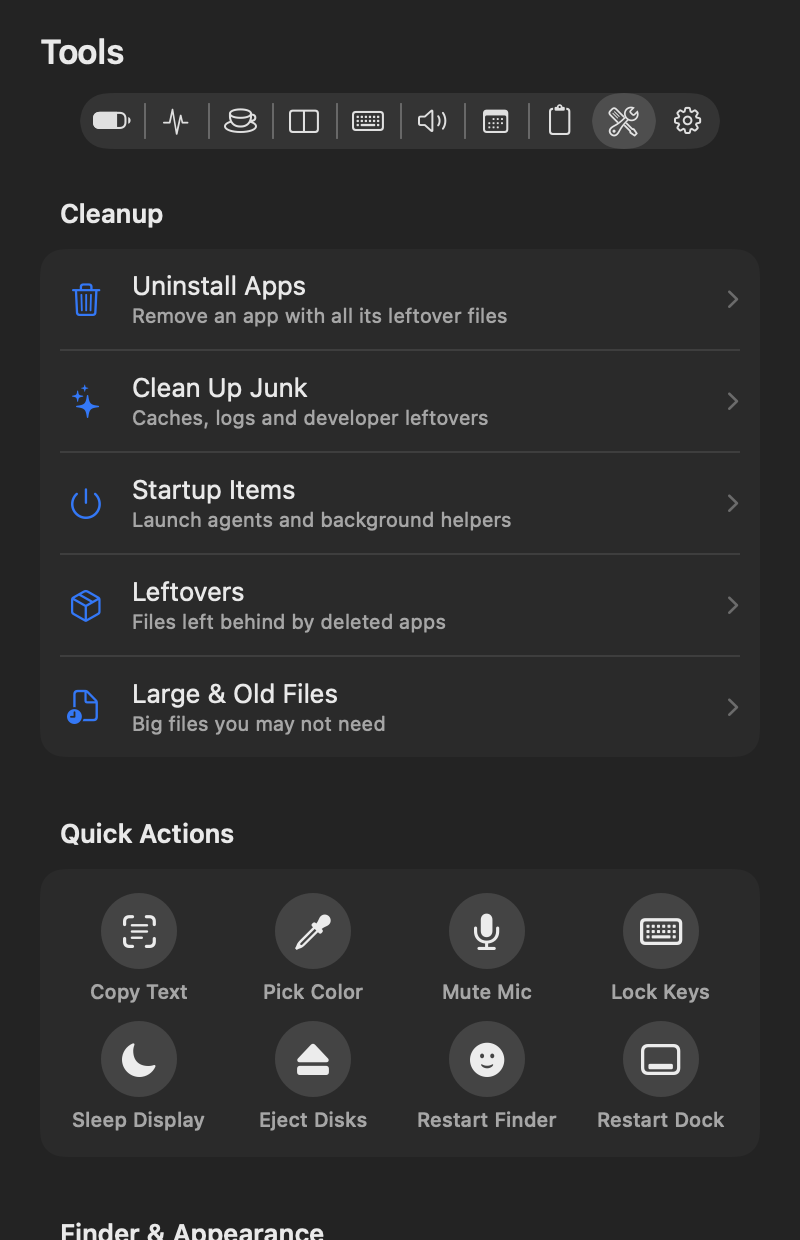 Tools
Cleanup
Uninstall Apps
Remove an app with all its leftover files
Clean Up Junk
Caches, logs and developer leftovers
Startup Items
Launch agents and background helpers
Leftovers
Files left behind by deleted apps
Large & Old Files
Big files you may not need
Quick Actions
Copy Text
Pick Color
Mute Mic
Lock Keys
Sleep Display
Eject Disks
Restart Finder
Restart Dock
Finder & Appearance